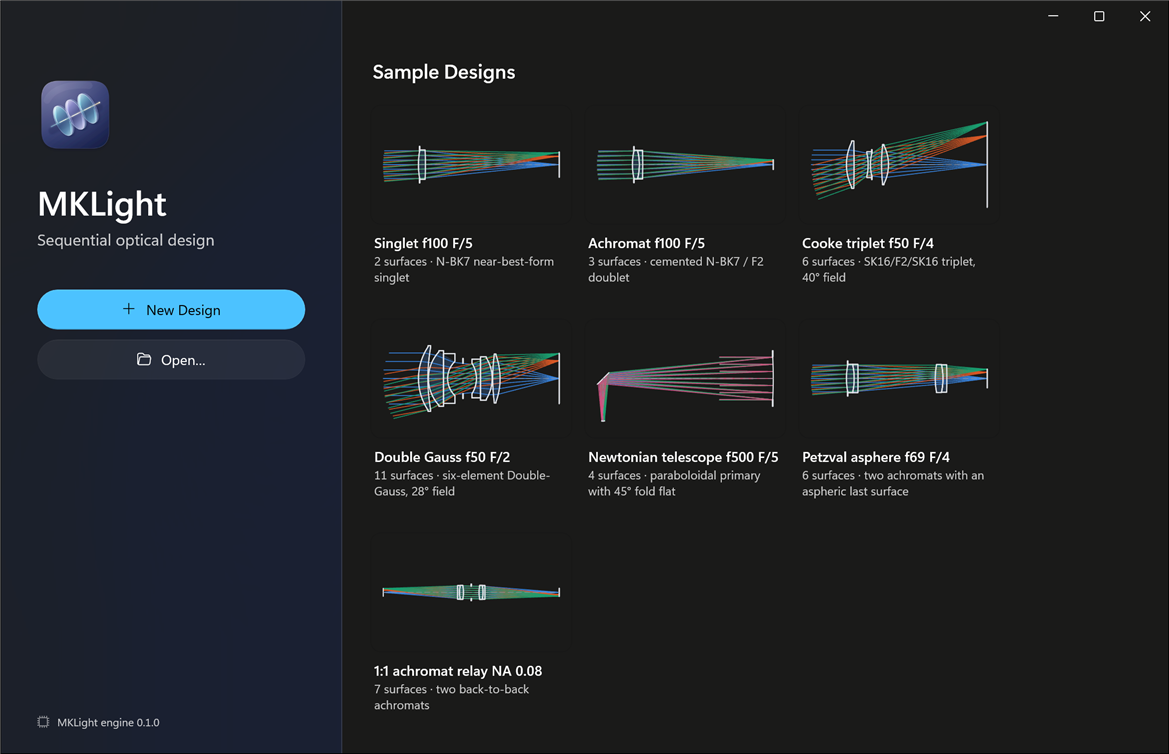 MKLight
Sequential optical design
New Design
Open...
MKLight engine 0.1.0
Sample Designs
Singlet f100 F/5
2 surfaces · N-BK7 near-best-form
singlet
Achromat f100 F/5
3 surfaces · cemented N-BK7 / F2
doublet
Cooke triplet f50 F/4
6 surfaces · SK16/F2/SK16 triplet,
40° field
Double Gauss f50 F/2
11 surfaces · six-element Double-
Gauss, 28° field
Newtonian telescope f500 F/5
4 surfaces · paraboloidal primary
with 45° fold flat
Petzval asphere f69 F/4
6 surfaces · two achromats with an
aspheric last surface
1:1 achromat relay NA 0.08
7 surfaces · two back-to-back
achromats